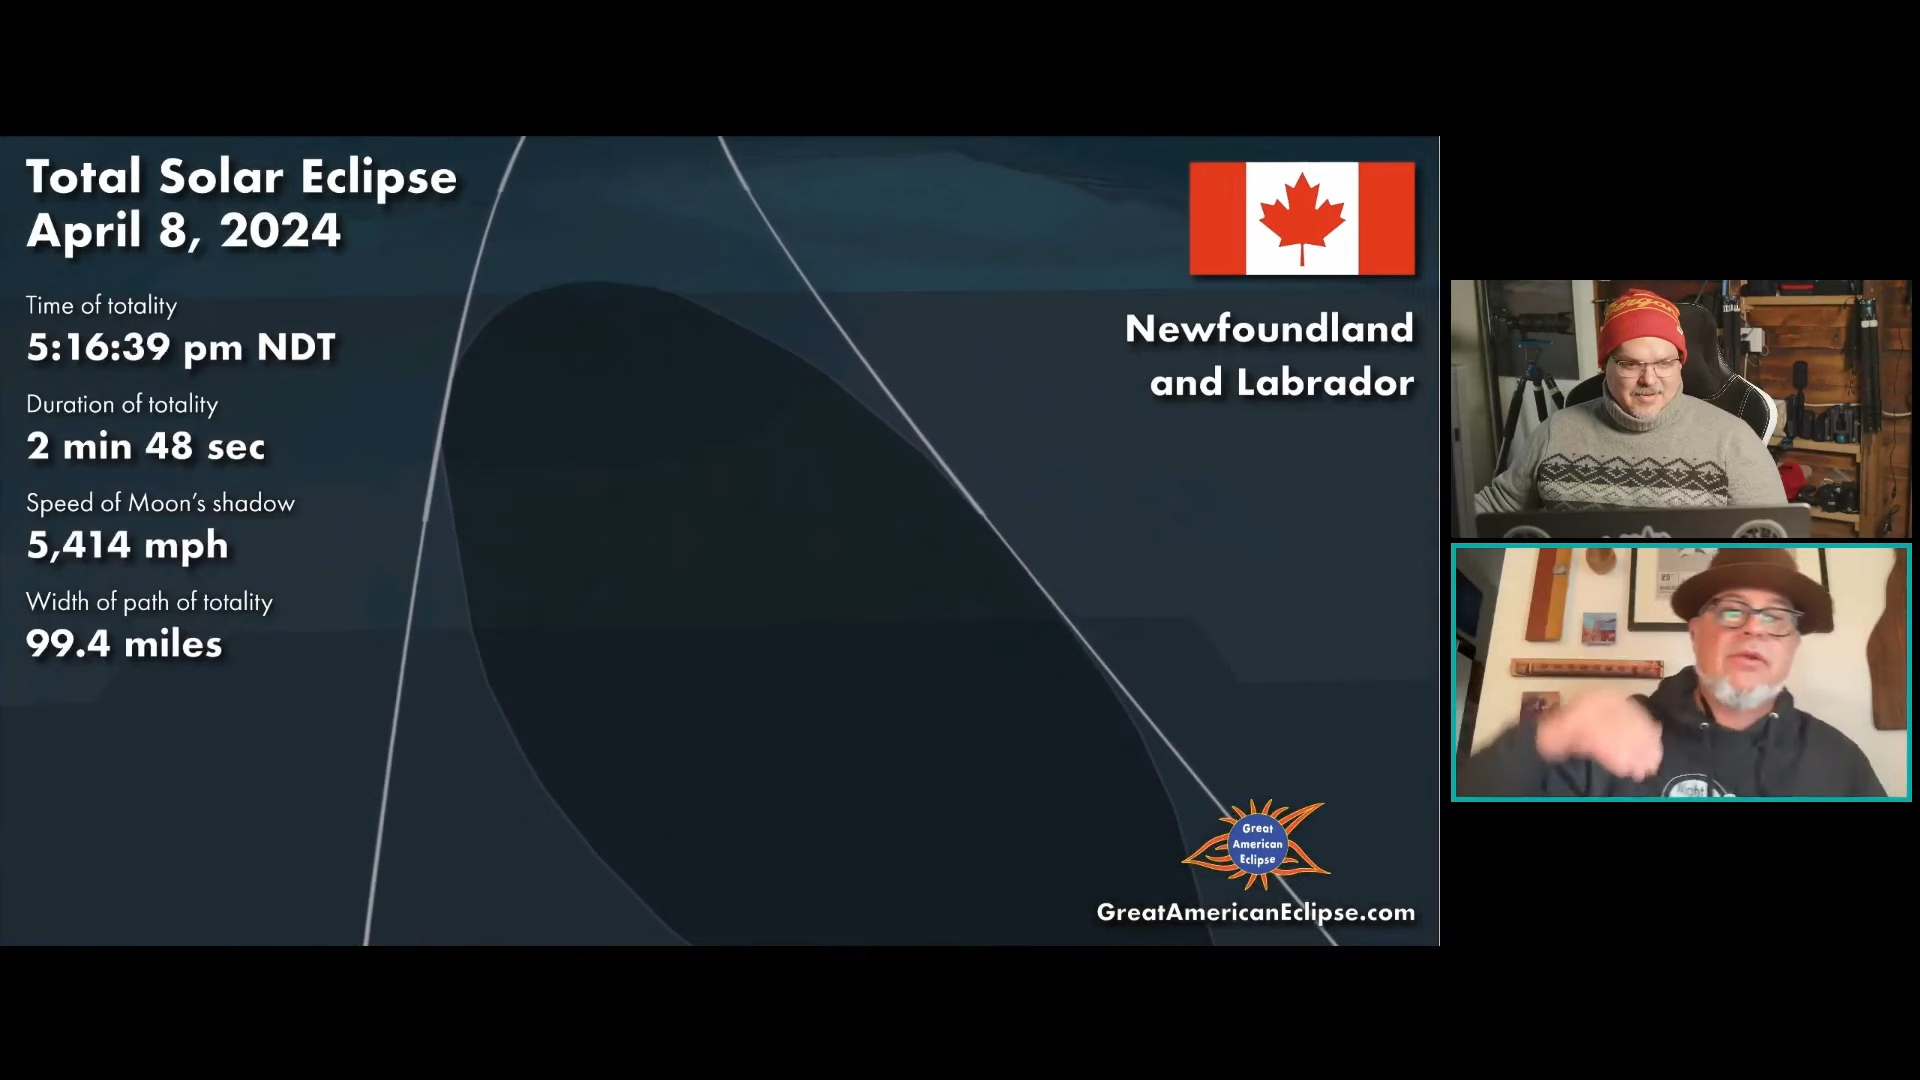 Total Solar Eclipse
April 8, 2024
Time of totality
5:16:39 pm NDT
Duration of totality
2 min 48 sec
Speed of Moon's shadow
5,414 mph
Width of path of totality
99.4 miles
Newfoundland
and Labrador
Great
American
Eclipse
GreatAmericanEclipse.com